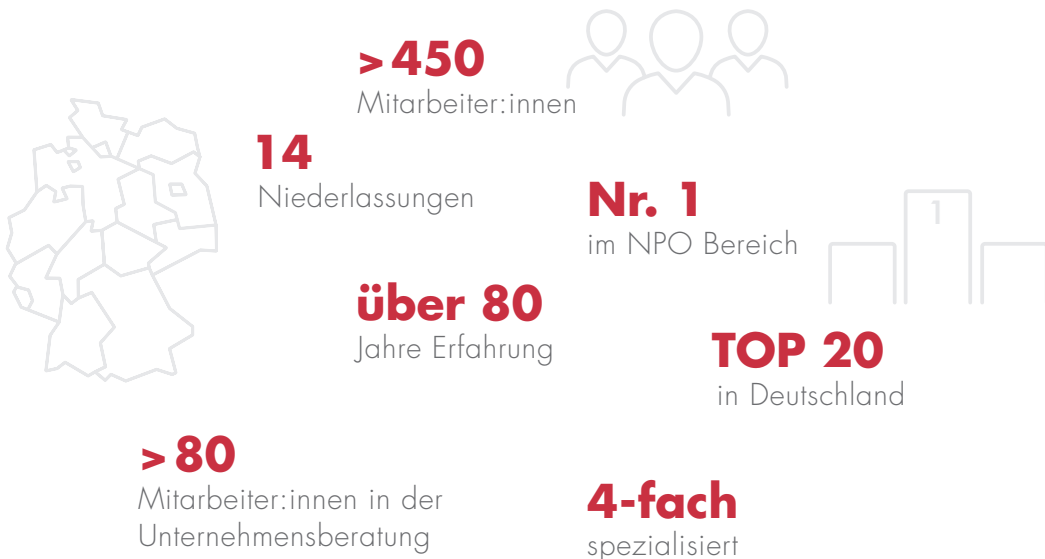 > 450
Mitarbeiter:innen
14
Niederlassungen
Nr. 1
im NPO Bereich
1
über 80
Jahre Erfahrung
TOP 20
in Deutschland
> 80
Mitarbeiter:innen in der
Unternehmensberatung
4-fach
spezialisiert